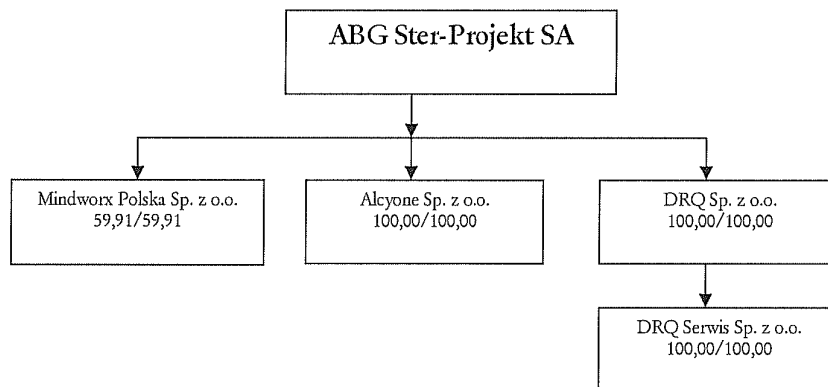 ABG Ster-Projekt SA
Mindworx Polska Sp. z o.o.
59,91/59,91
Alcyone Sp. z o.o.
100,00/100,00
DRQ Sp. z o.o.
100,00/100,00
DRQ Serwis Sp. z o.o.
100,00/100,00